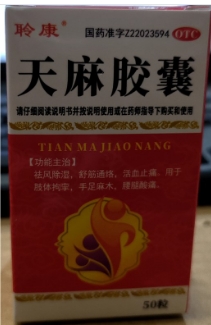 聆康
国药准字Z22023594 OTC
天麻胶囊
请仔细阅读说明书并按说明使用或在药师指导下购买和使用
TIAN MA JIAO NANG
【功能主治】
祛风除湿，舒筋通络，活血止痛。用于
肢体拘挛，手足麻木，腰腿酸痛。
50粒